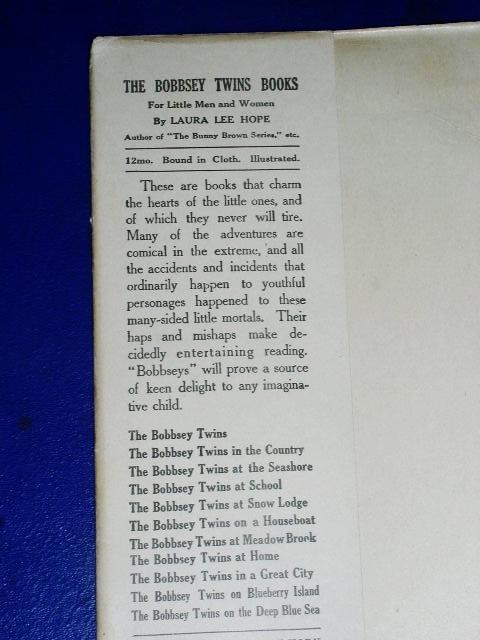 THE BOBBSEY TWINS BOOKS
For Little Men and Women
By LAURA LEE HOPE
Author of "The Bunny Brown Series," etc.
12mo. Bound in Cloth. Illustrated.
These are books that charm
the hearts of the little ones, and
of which they never will tire.
Many of the adventures are
comical in the extreme, and all
the accidents and incidents that
ordinarily happen to youthful
personages happened to these
many-sided little mortals. Their
haps and mishaps make de-
cidedly entertaining reading.
"Bobbseys" will prove a source
of keen delight to any imagina-
tive child.
The Bobbsey Twins
The Bobbsey Twins in the Country
The Bobbsey Twins at the Seashore
The Bobbsey Twins at School
The Bobbsey Twins at Snow Lodge
The Bobbsey Twins on a Houseboat
The Bobbsey Twins at Meadow Brook
The Bobbsey Twins at Home
The Bobbsey Twins in a Great City
The Bobbsey Twins on Blueberry Island
The Bobbsey Twins on the Deep Blue Sea